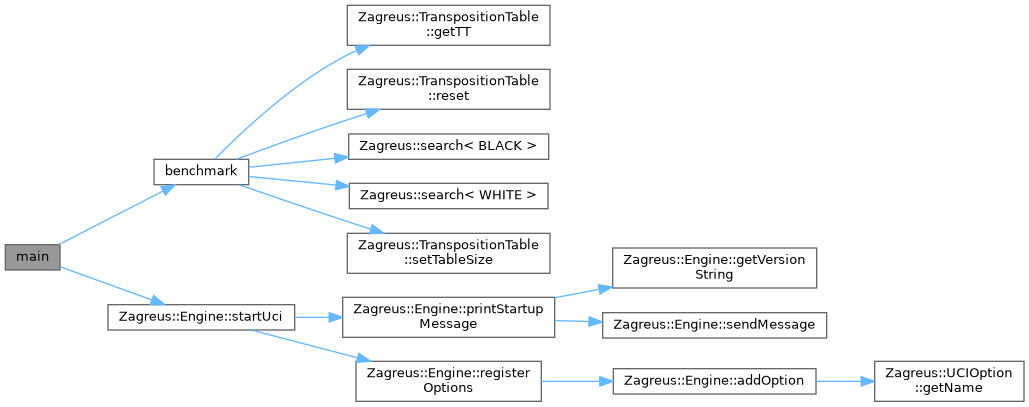 main
benchmark
Zagreus::TranspositionTable
::getTT
Zagreus::TranspositionTable
::reset
Zagreus::search< BLACK >
Zagreus::search< WHITE >
Zagreus::TranspositionTable
::setTableSize
Zagreus::Engine::startUci
Zagreus::Engine::printStartup
Message
Zagreus::Engine::getVersion
String
Zagreus::Engine::sendMessage
Zagreus::Engine::register
Options
Zagreus::Engine::addOption
Zagreus::UCIOption
::getName